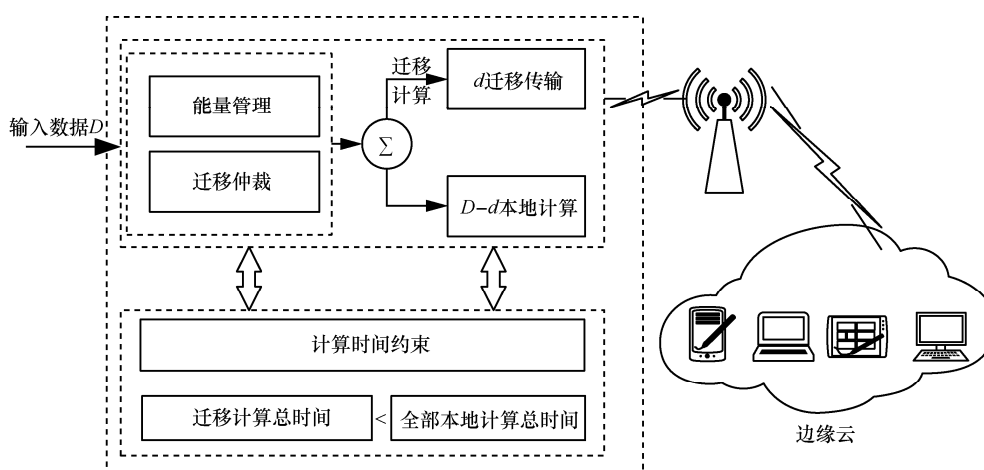 输入数据D
能量管理
迁移仲裁
∑
迁移
计算
d迁移传输
D–d本地计算
计算时间约束
迁移计算总时间
<
全部本地计算总时间
边缘云